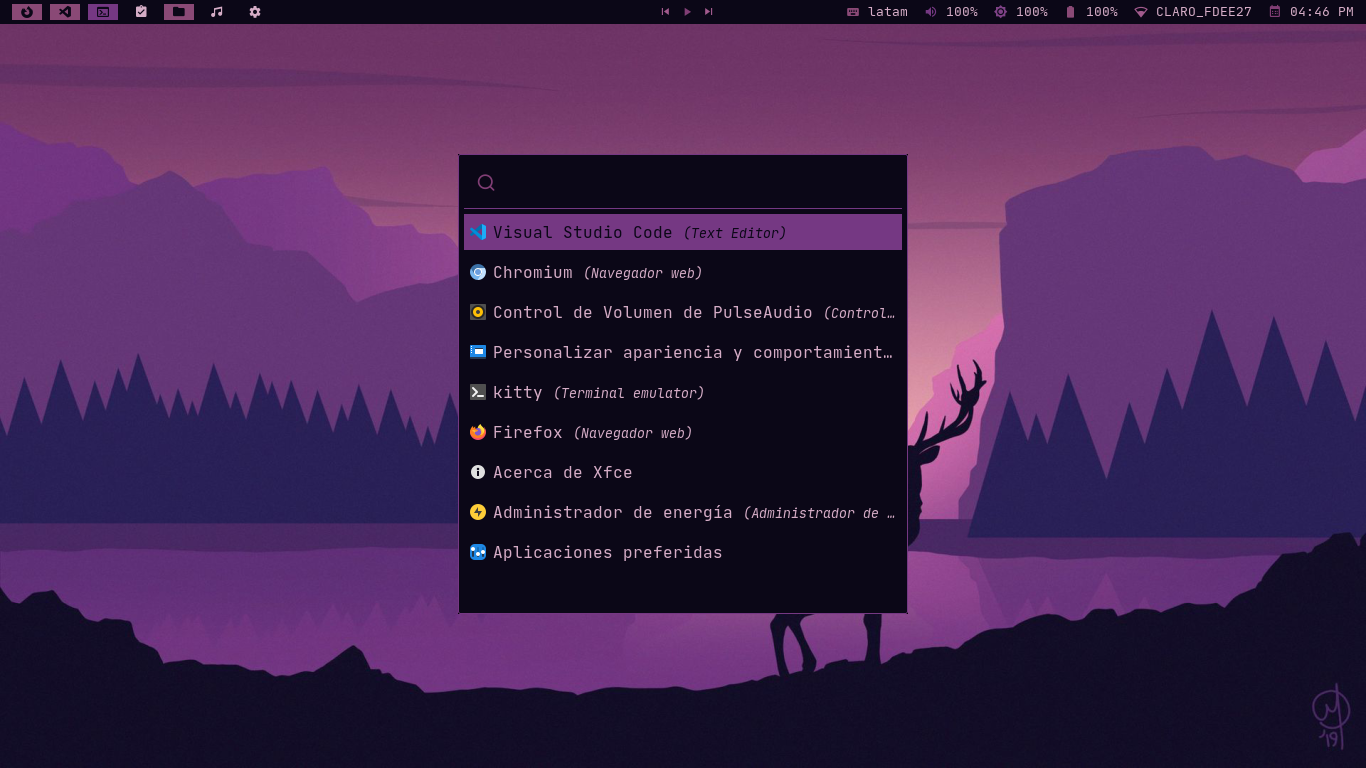 latam 100% 100% 100% CLARO_FDEE27 04:46 PM
Visual Studio Code (Text Editor)
Chromium (Navegador web)
Control de Volumen de PulseAudio (Control…
Personalizar apariencia y comportamient…
kitty (Terminal emulator)
Firefox (Navegador web)
Acerca de Xfce
Administrador de energía (Administrador de …
Aplicaciones preferidas
'19